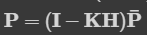 P = (I − KH)P̄